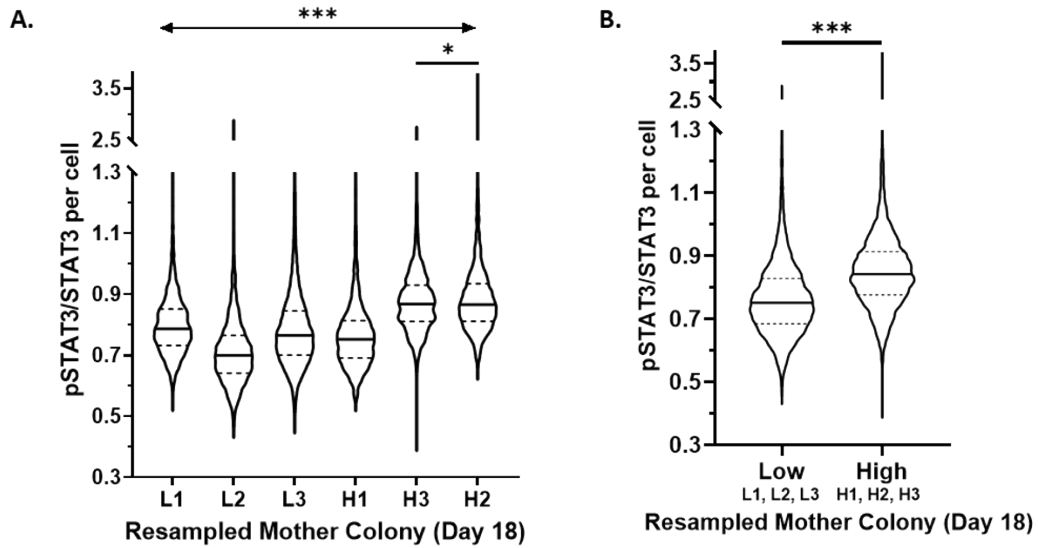 A.
***
*
3.5
2.5
1.3
1.1
0.9
0.7
0.5
0.3
pSTAT3/STAT3 per cell
L1 L2 L3 H1 H3 H2
Resampled Mother Colony (Day 18)
B.
***
3.5
2.5
1.3
1.1
0.9
0.7
0.5
0.3
pSTAT3/STAT3 per cell
Low High
L1, L2, L3 H1, H2, H3
Resampled Mother Colony (Day 18)